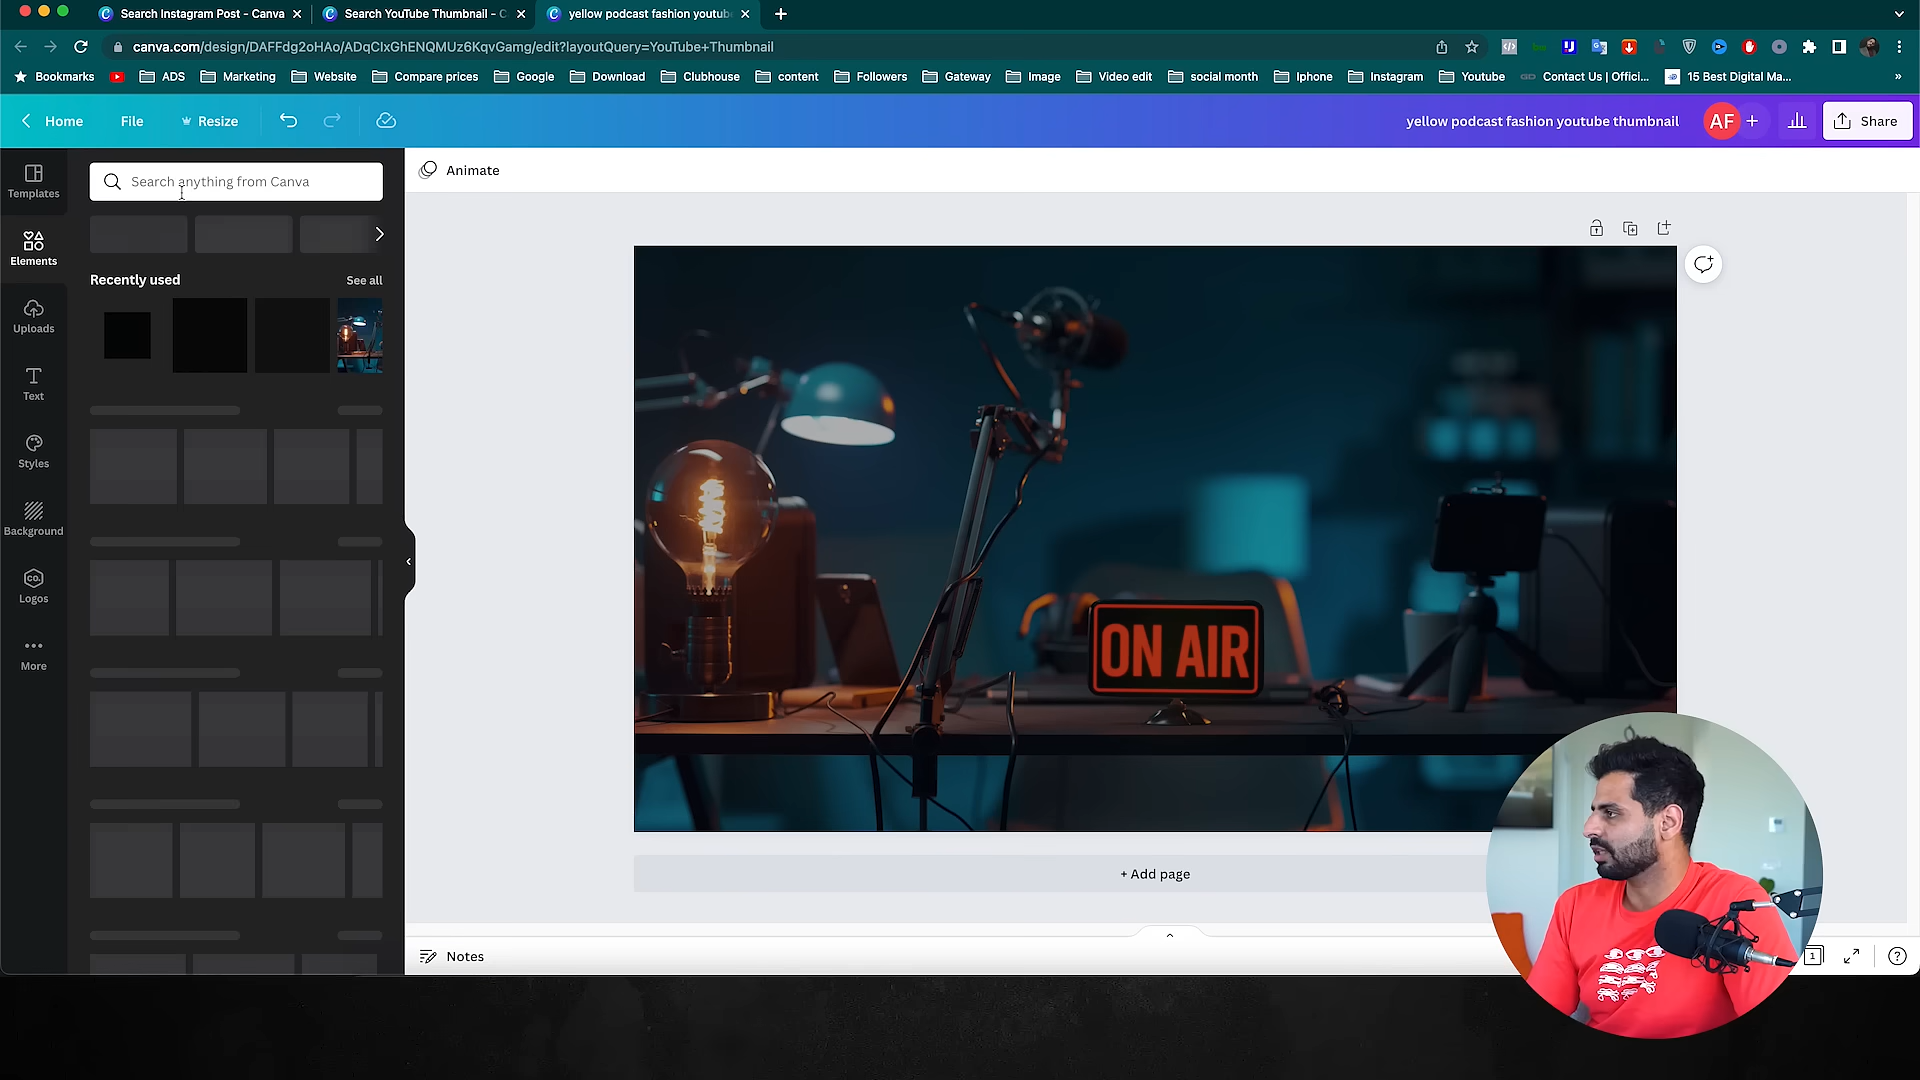 Search Instagram Post - Canva
Search YouTube Thumbnail - C
yellow podcast fashion youtub
canva.com/design/DAFFdg2oHAo/ADqCIxGhENQMUz6KqvGamg/edit?layoutQuery=YouTube+Thumbnail
Bookmarks
ADS
Marketing
Website
Compare prices
Google
Download
Clubhouse
content
Followers
Gateway
Image
Video edit
social month
Iphone
Instagram
Youtube
Contact Us | Offici...
15 Best Digital Ma...
Home
File
Resize
yellow podcast fashion youtube thumbnail
AF
Share
Templates
Elements
Uploads
Text
Styles
Background
CO.
Logos
More
Search anything from Canva
Recently used
See all
Animate
ON AIR
+ Add page
Notes
1